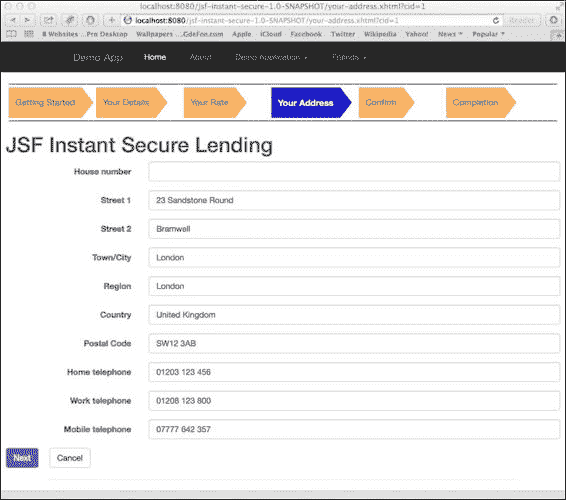 localhost:8080/jsf-instant-secure-1.0-SNAPSHOT/your-address.xhtml?cid=1
localhost:8080/jsf-instant-secure-1.0-SNAPSHOT/your-address.xhtml?cid=1 Reader
8 Websites ...Pro Desktop Wallpapers ...GdeFon.com Apple iCloud Facebook Twitter Wikipedia Yahoo! News Popular
Demo App Home About Demo Application Friends
Getting Started Your Details Your Rate Your Address Confirm Completion
JSF Instant Secure Lending
House number
Street 1 23 Sandstone Round
Street 2 Bramwell
Town/City London
Region London
Country United Kingdom
Postal Code SW12 3AB
Home telephone 01203 123 456
Work telephone 01208 123 800
Mobile telephone 07777 642 357
Next Cancel